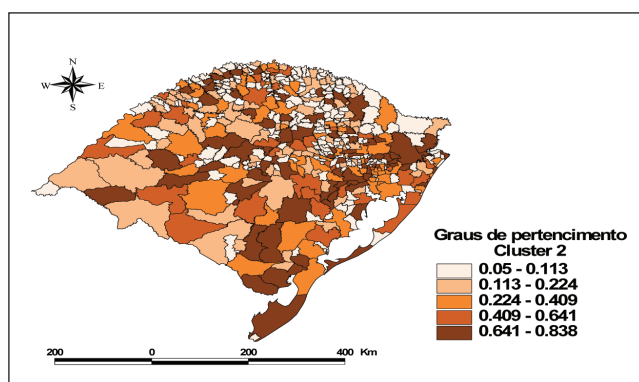 N
W E
S
Graus de pertencimento
Cluster 2
0.05 - 0.113
0.113 - 0.224
0.224 - 0.409
0.409 - 0.641
0.641 - 0.838
200 0 200 400 Km